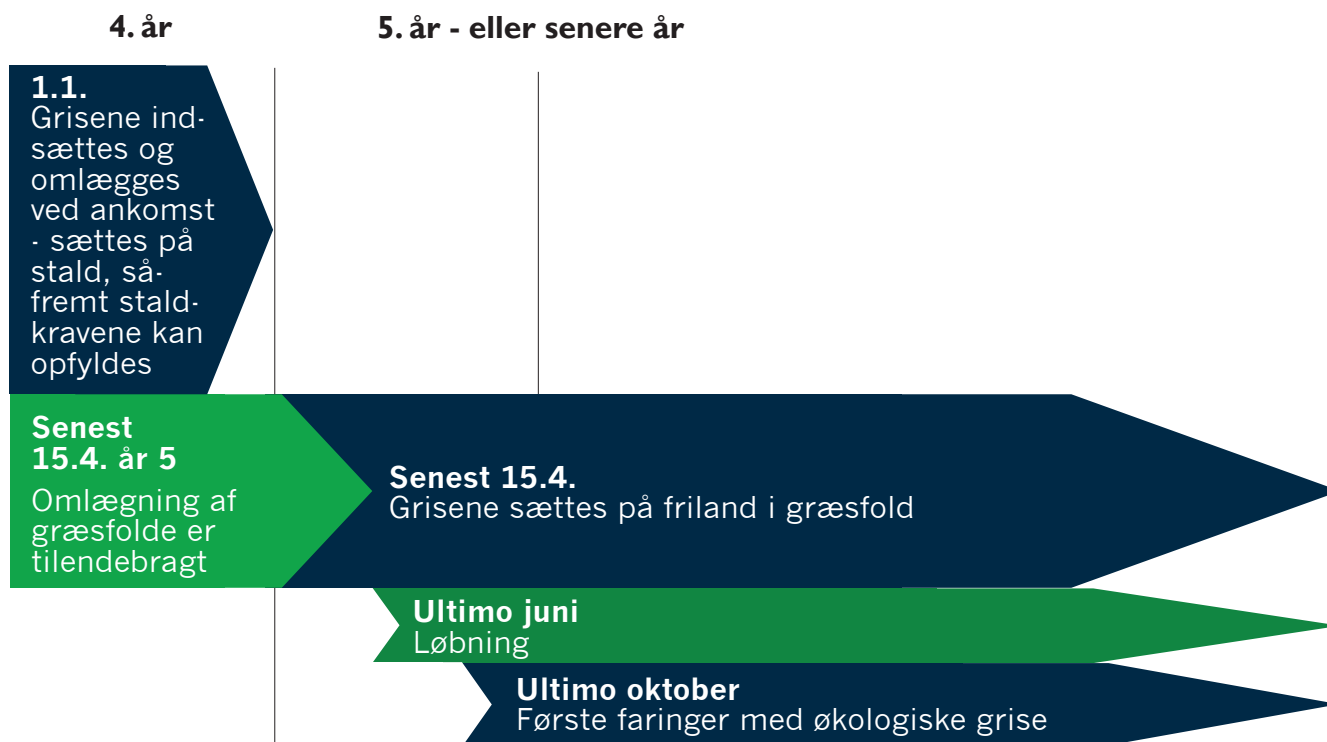 4. år
5. år - eller senere år
1.1.
Grisene ind-
sættes og
omlægges
ved ankomst
- sættes på
stald, så-
fremt stald-
kravene kan
opfyldes
Senest
15.4. år 5
Omlægning af
græsfolde er
tilendebragt
Senest 15.4.
Grisene sættes på friland i græsfold
Ultimo juni
Løbning
Ultimo oktober
Første faringer med økologiske grise